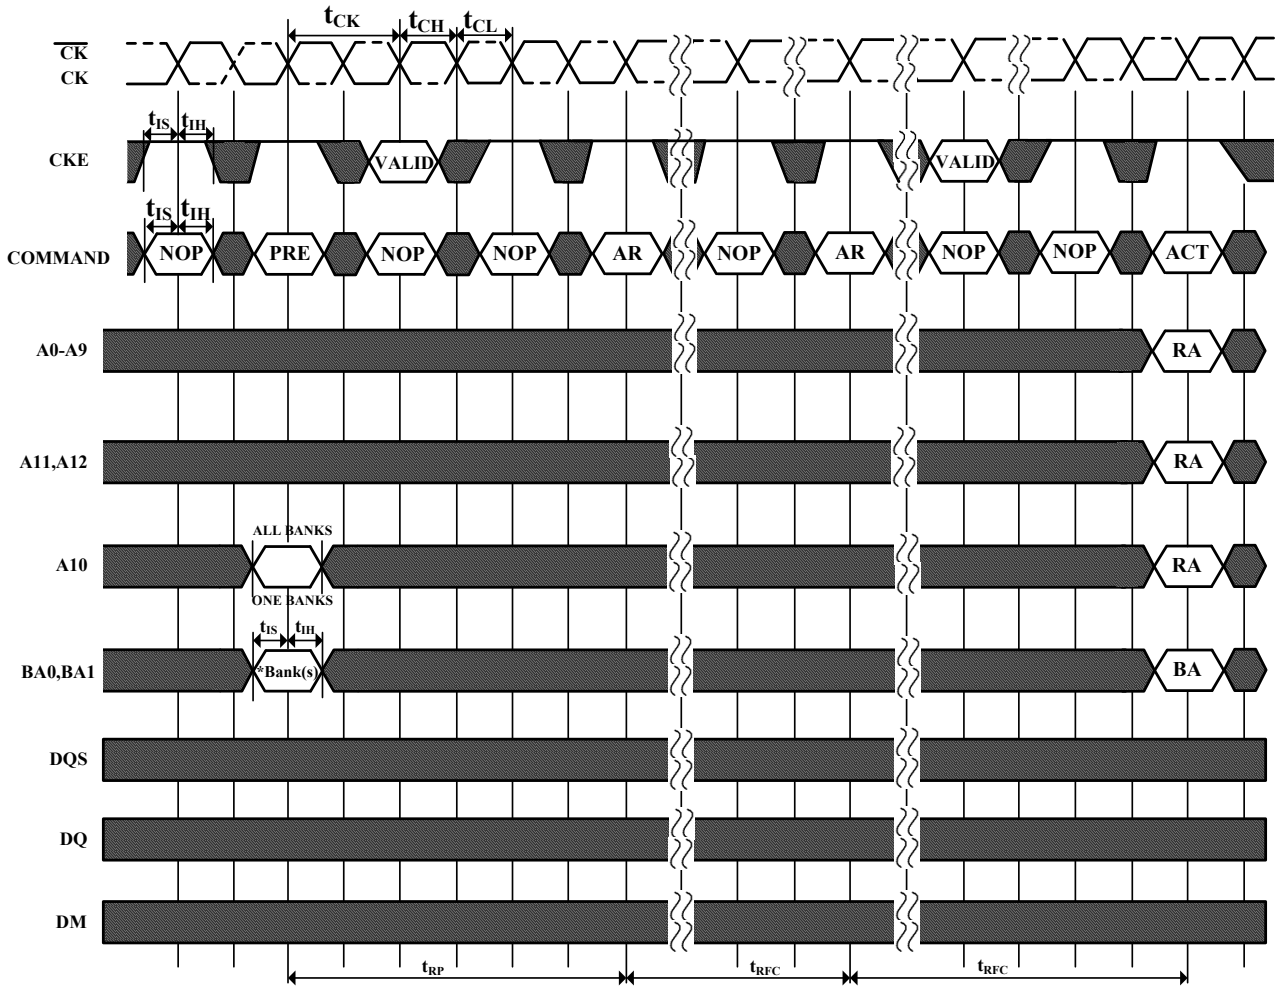 tCK tCH tCL
CK
CK
tIS tIH
CKE VALID VALID
tIS tIH
COMMAND NOP PRE NOP NOP AR NOP AR NOP NOP ACT
A0-A9 RA
A11,A12 RA
ALL BANKS
A10 RA
ONE BANKS
tIS tIH
BA0,BA1 *Bank(s) BA
DQS
DQ
DM
tRP tRFC tRFC